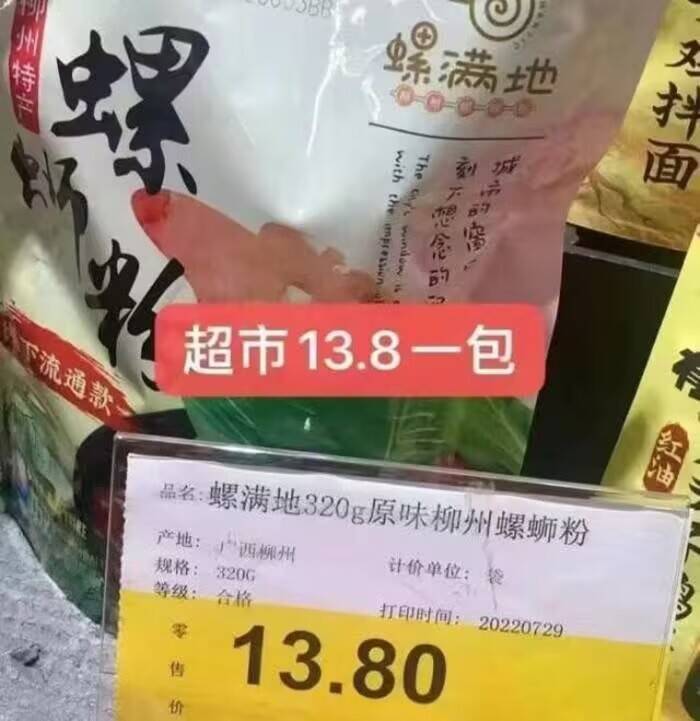 柳州特产
螺蛳粉
下流通款
螺满地
城市的窗
刻下想念的
The city's window is
with the impression
鸡拌面
红油
超市13.8一包
品名: 螺满地320g原味柳州螺蛳粉
产地: 广西柳州
计价单位: 袋
规格: 320G
等级: 合格
打印时间: 20220729
零售价
13.80